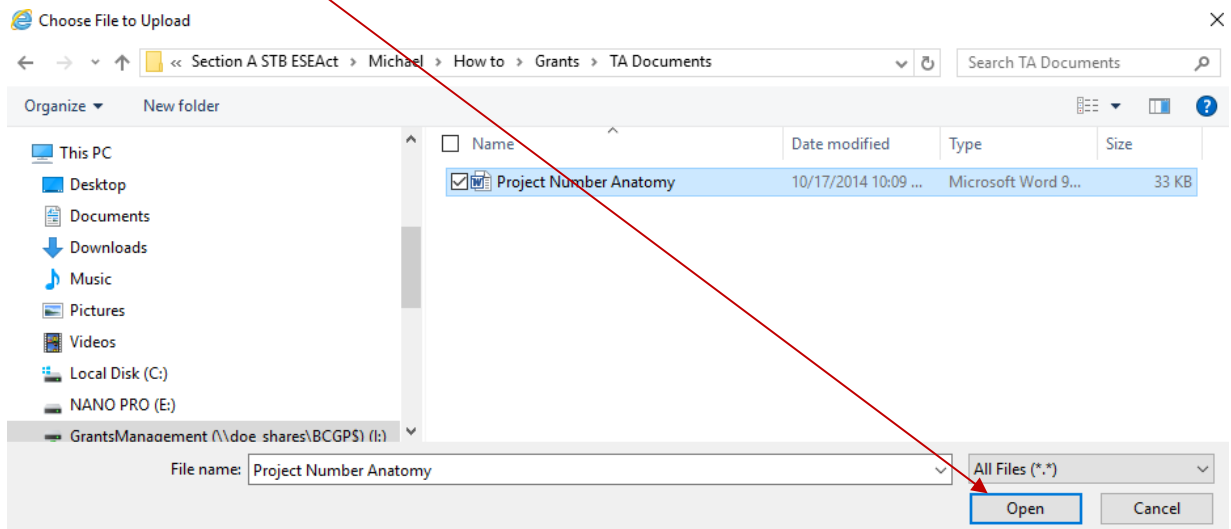 Choose File to Upload
« Section A STB ESEAct › Michael › How to › Grants › TA Documents
Search TA Documents
Organize
New folder
Name
Date modified
Type
Size
This PC
Project Number Anatomy
10/17/2014 10:09 ...
Microsoft Word 9...
33 KB
Desktop
Documents
Downloads
Music
Pictures
Videos
Local Disk (C:)
NANO PRO (E:)
GrantsManagement (\\doe_shares\BCGP$) (I:)
File name:
Project Number Anatomy
All Files (*.*)
Open
Cancel